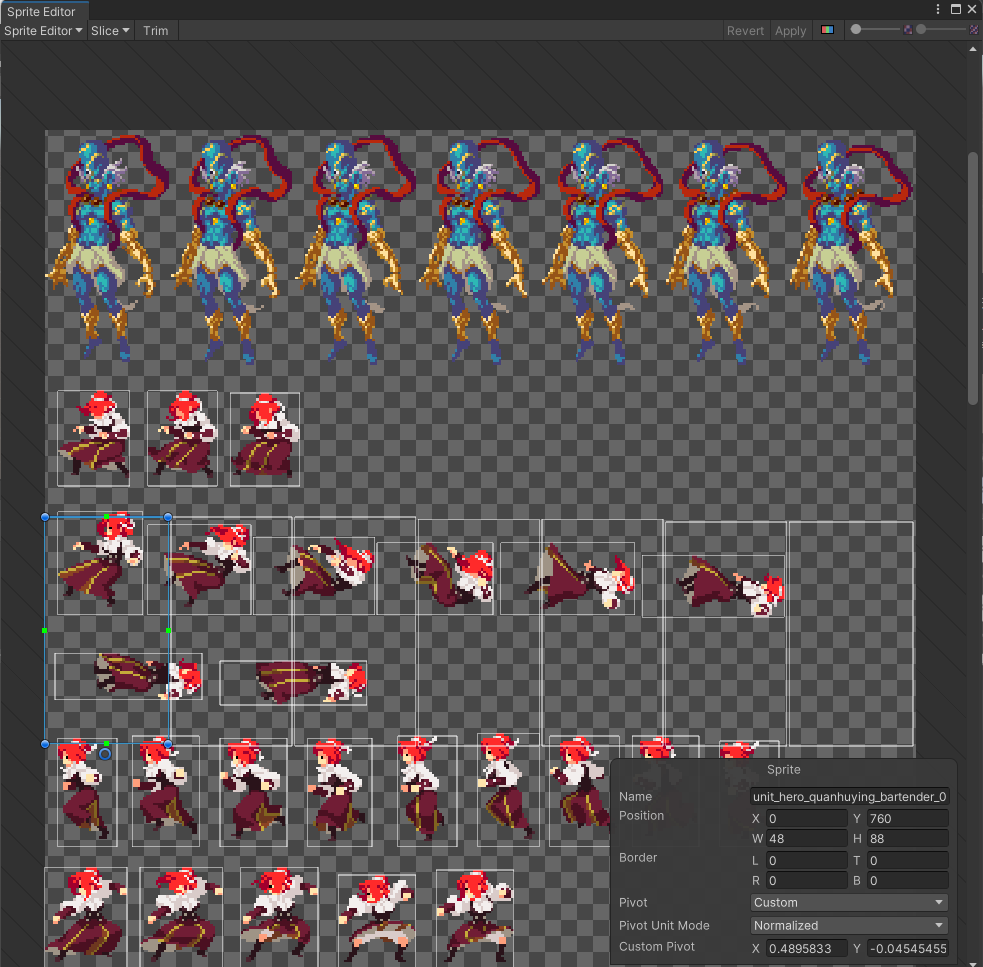 Sprite Editor
Sprite Editor Slice Trim Revert Apply
Sprite
Name unit_hero_quanhuying_bartender_0
Position X 0 Y 760
W 48 H 88
Border L 0 T 0
R 0 B 0
Pivot Custom
Pivot Unit Mode Normalized
Custom Pivot X 0.4895833 Y -0.04545455